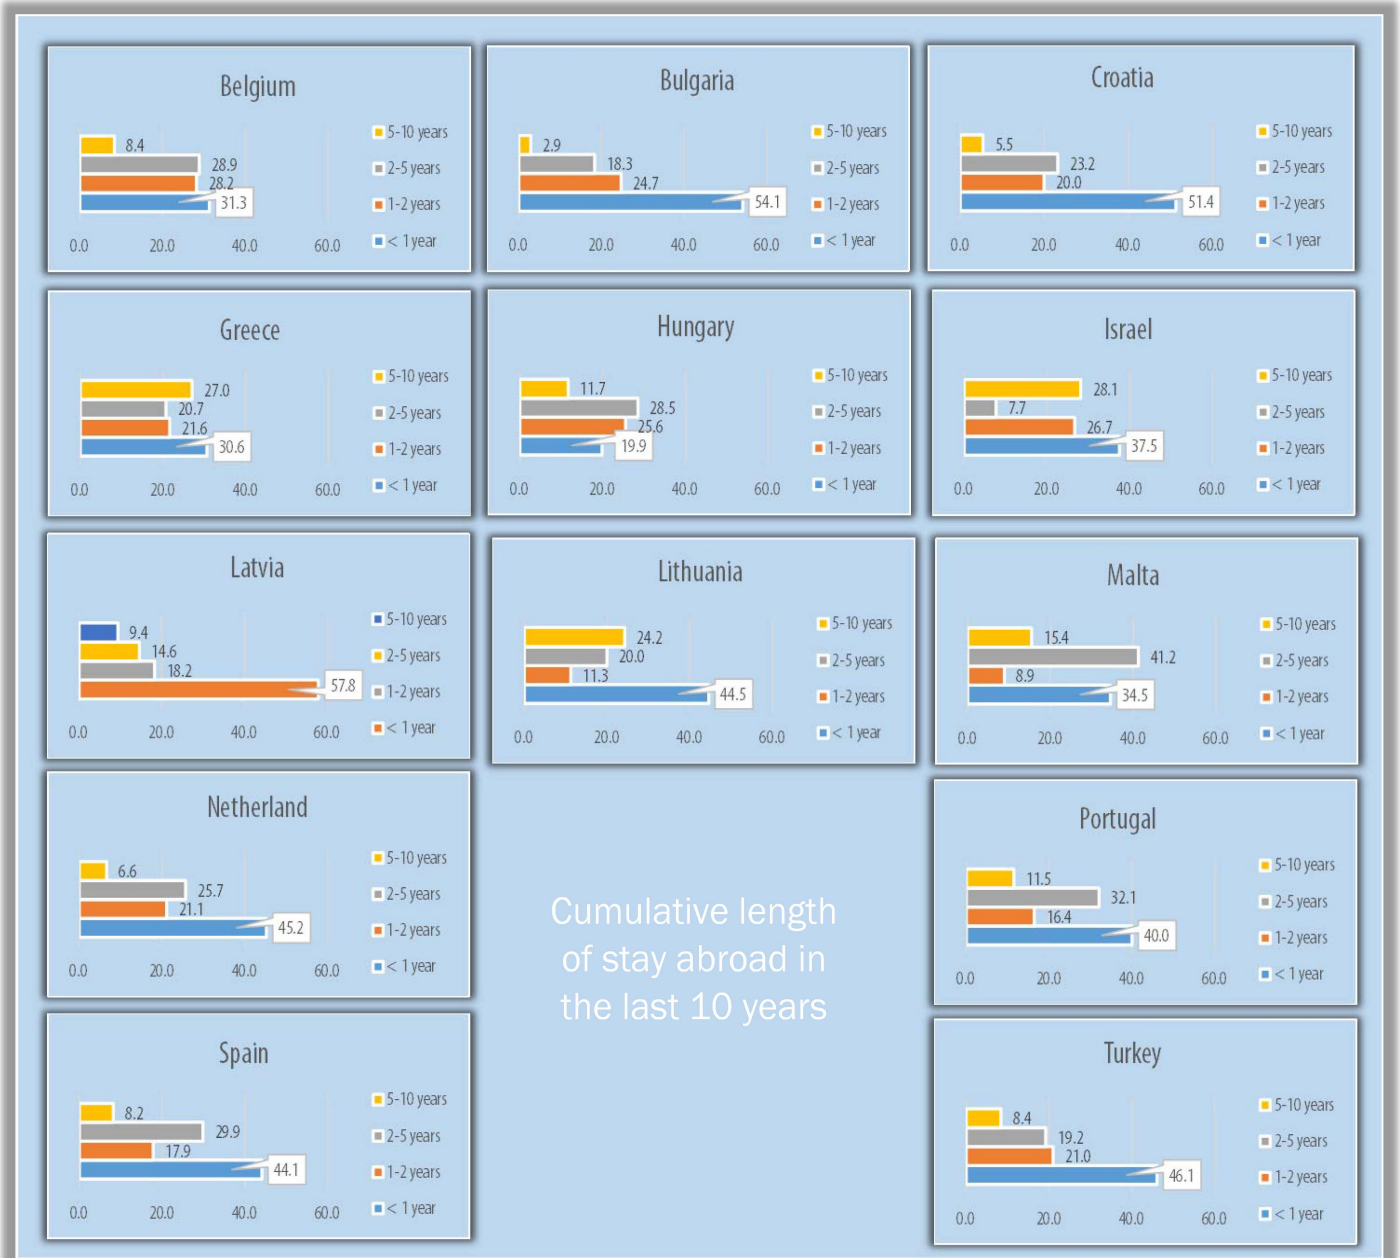 Belgium
8.4
28.9
28.2
31.3
0.0 20.0 40.0 60.0
5-10 years
2-5 years
1-2 years
< 1 year
Bulgaria
2.9
18.3
24.7
54.1
0.0 20.0 40.0 60.0
5-10 years
2-5 years
1-2 years
< 1 year
Croatia
5.5
23.2
20.0
51.4
0.0 20.0 40.0 60.0
5-10 years
2-5 years
1-2 years
< 1 year
Greece
27.0
20.7
21.6
30.6
0.0 20.0 40.0 60.0
5-10 years
2-5 years
1-2 years
< 1 year
Hungary
11.7
28.5
25.6
19.9
0.0 20.0 40.0 60.0
5-10 years
2-5 years
1-2 years
< 1 year
Israel
28.1
7.7
26.7
37.5
0.0 20.0 40.0 60.0
5-10 years
2-5 years
1-2 years
< 1 year
Latvia
9.4
14.6
18.2
57.8
0.0 20.0 40.0 60.0
5-10 years
2-5 years
1-2 years
< 1 year
Lithuania
24.2
20.0
11.3
44.5
0.0 20.0 40.0 60.0
5-10 years
2-5 years
1-2 years
< 1 year
Malta
15.4
41.2
8.9
34.5
0.0 20.0 40.0 60.0
5-10 years
2-5 years
1-2 years
< 1 year
Netherland
6.6
25.7
21.1
45.2
0.0 20.0 40.0 60.0
5-10 years
2-5 years
1-2 years
< 1 year
Cumulative length
of stay abroad in
the last 10 years
Portugal
11.5
32.1
16.4
40.0
0.0 20.0 40.0 60.0
5-10 years
2-5 years
1-2 years
< 1 year
Spain
8.2
29.9
17.9
44.1
0.0 20.0 40.0 60.0
5-10 years
2-5 years
1-2 years
< 1 year
Turkey
8.4
19.2
21.0
46.1
0.0 20.0 40.0 60.0
5-10 years
2-5 years
1-2 years
< 1 year